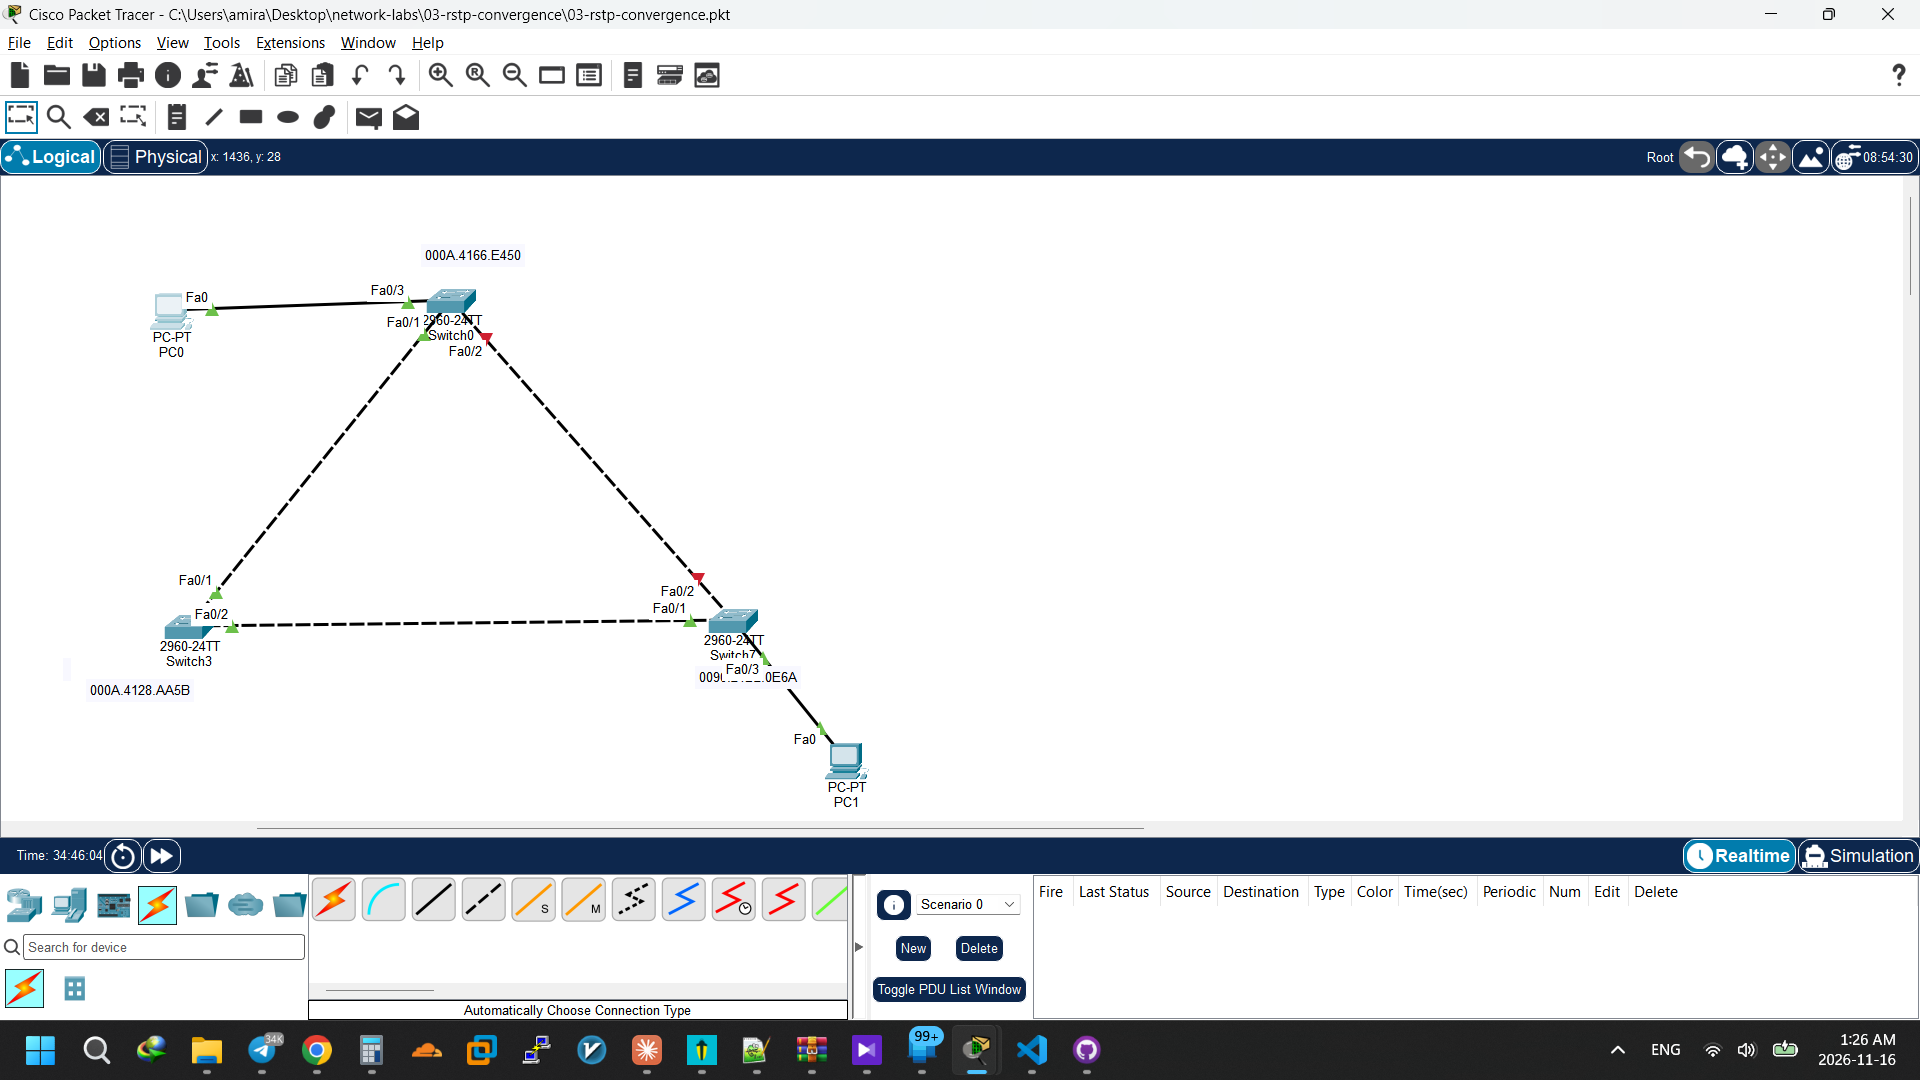 Cisco Packet Tracer - C:\Users\amira\Desktop\network-labs\03-rstp-convergence\03-rstp-convergence.pkt
File Edit Options View Tools Extensions Window Help
?
Logical Physical x: 1436, y: 28 Root 08:54:30
000A.4166.E450
Fa0 Fa0/3
Fa0/1 2960-24TT
PC-PT Switch0
PC0 Fa0/2
Fa0/1
Fa0/2
Fa0/2 Fa0/1
2960-24TT 2960-24TT
Switch3 Switch7
Fa0/3
000A.4128.AA5B
Fa0
PC-PT
PC1
Time: 34:46:04 Realtime Simulation
S M
Scenario 0
Fire Last Status Source Destination Type Color Time(sec) Periodic Num Edit Delete
Search for device
New Delete
Toggle PDU List Window
Automatically Choose Connection Type
34K
99+
ENG
1:26 AM
2026-11-16